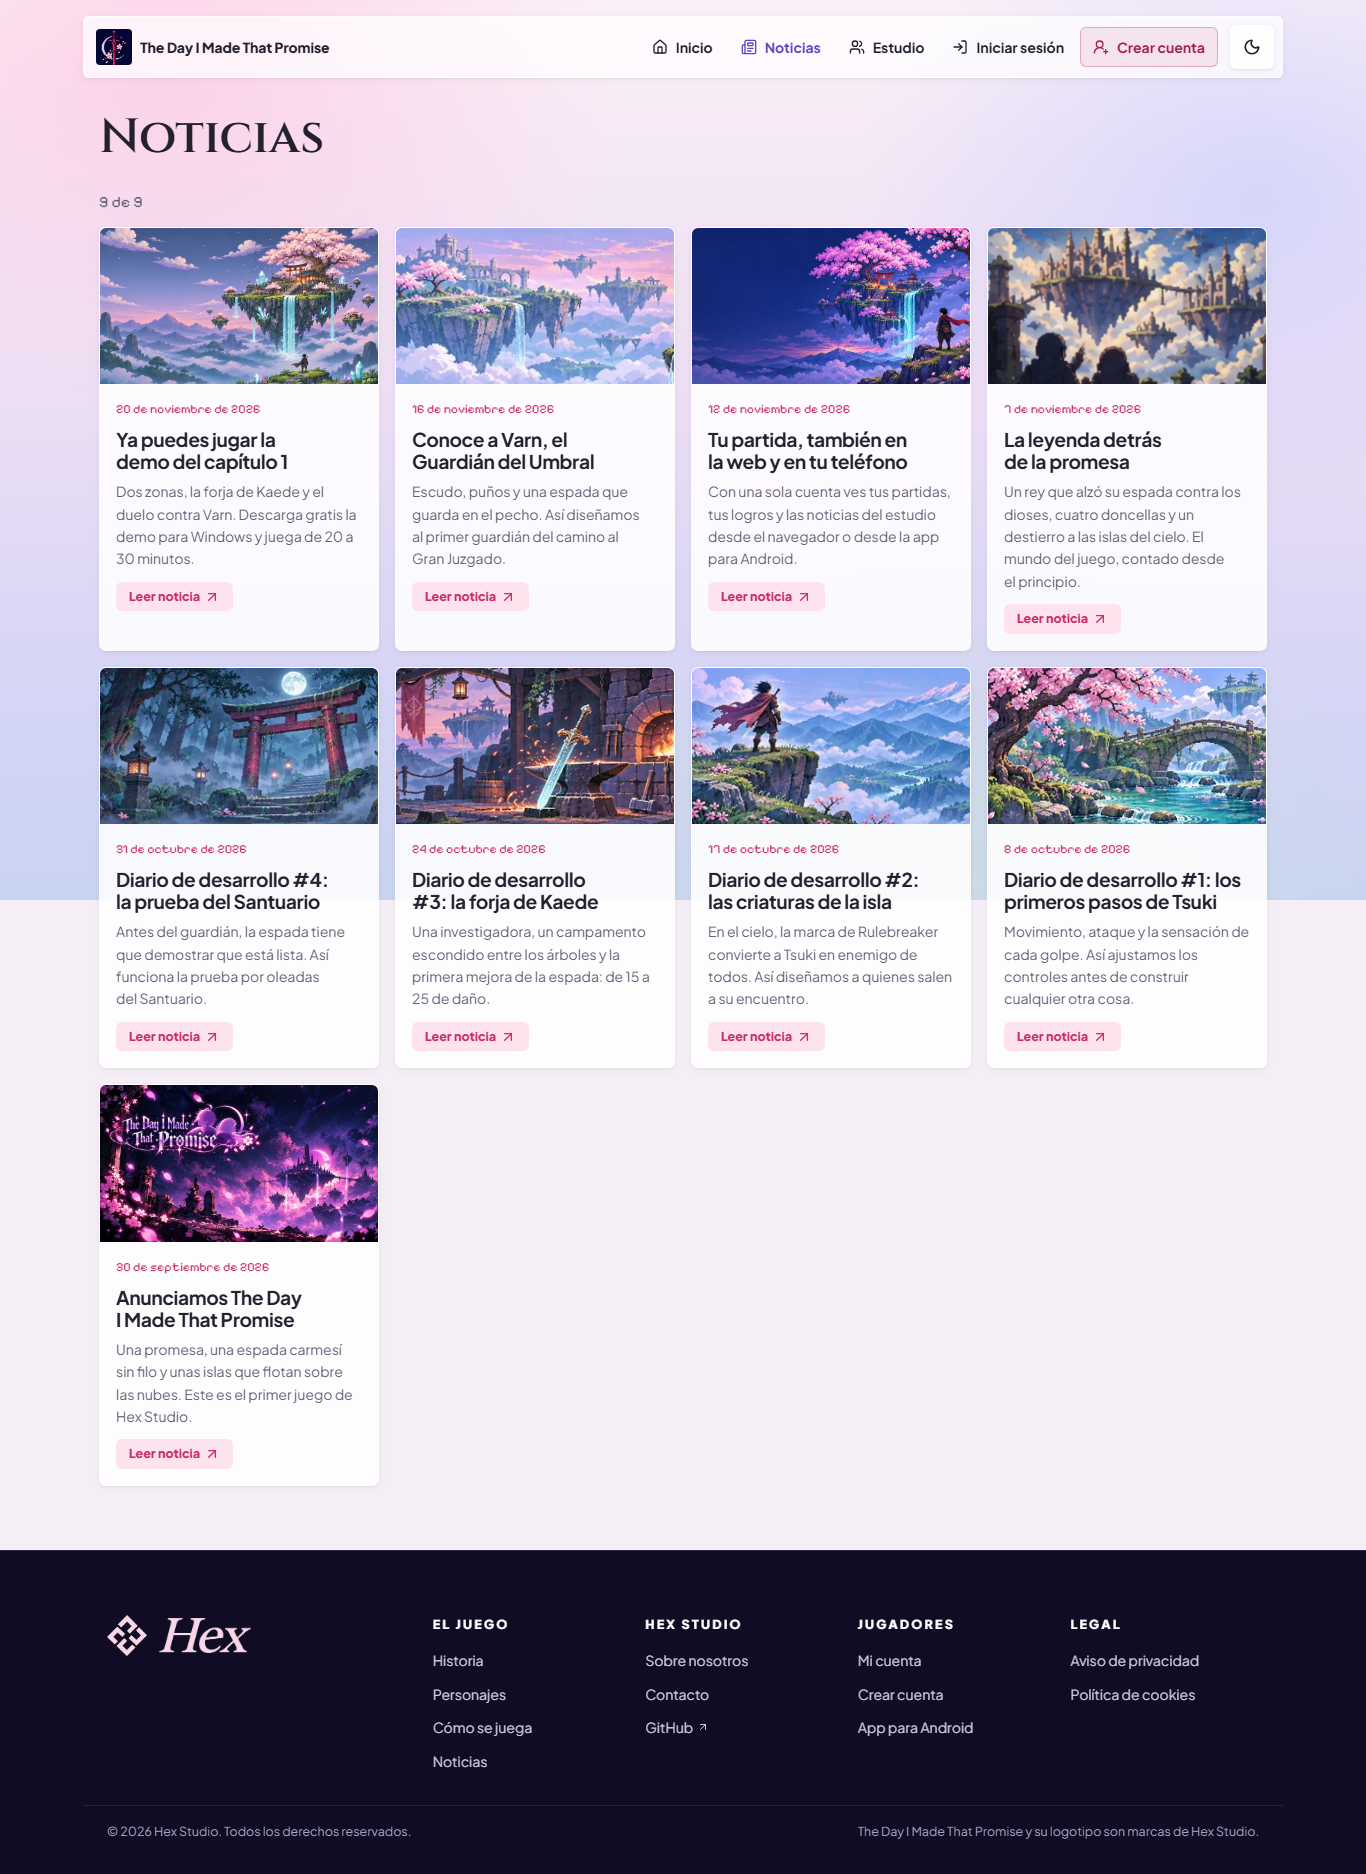 The Day I Made That Promise
Inicio
Noticias
Estudio
Iniciar sesión
Crear cuenta
Noticias
9 de 9
20 de noviembre de 2026
Ya puedes jugar la
demo del capítulo 1
Dos zonas, la forja de Kaede y el
duelo contra Varn. Descarga gratis la
demo para Windows y juega de 20 a
30 minutos.
Leer noticia
16 de noviembre de 2026
Conoce a Varn, el
Guardián del Umbral
Escudo, puños y una espada que
guarda en el pecho. Así diseñamos
al primer guardián del camino al
Gran Juzgado.
Leer noticia
12 de noviembre de 2026
Tu partida, también en
la web y en tu teléfono
Con una sola cuenta ves tus partidas,
tus logros y las noticias del estudio
desde el navegador o desde la app
para Android.
Leer noticia
7 de noviembre de 2026
La leyenda detrás
de la promesa
Un rey que alzó su espada contra los
dioses, cuatro doncellas y un
destierro a las islas del cielo. El
mundo del juego, contado desde
el principio.
Leer noticia
31 de octubre de 2026
Diario de desarrollo #4:
la prueba del Santuario
Antes del guardián, la espada tiene
que demostrar que está lista. Así
funciona la prueba por oleadas
del Santuario.
Leer noticia
24 de octubre de 2026
Diario de desarrollo
#3: la forja de Kaede
Una investigadora, un campamento
escondido entre los árboles y la
primera mejora de la espada: de 15 a
25 de daño.
Leer noticia
17 de octubre de 2026
Diario de desarrollo #2:
las criaturas de la isla
En el cielo, la marca de Rulebreaker
convierte a Tsuki en enemigo de
todos. Así diseñamos a quienes salen
a su encuentro.
Leer noticia
8 de octubre de 2026
Diario de desarrollo #1: los
primeros pasos de Tsuki
Movimiento, ataque y la sensación de
cada golpe. Así ajustamos los
controles antes de construir
cualquier otra cosa.
Leer noticia
The Day I Made
That Promise
30 de septiembre de 2026
Anunciamos The Day
I Made That Promise
Una promesa, una espada carmesí
sin filo y unas islas que flotan sobre
las nubes. Este es el primer juego de
Hex Studio.
Leer noticia
Hex
EL JUEGO
Historia
Personajes
Cómo se juega
Noticias
HEX STUDIO
Sobre nosotros
Contacto
GitHub
JUGADORES
Mi cuenta
Crear cuenta
App para Android
LEGAL
Aviso de privacidad
Política de cookies
© 2026 Hex Studio. Todos los derechos reservados.
The Day I Made That Promise y su logotipo son marcas de Hex Studio.